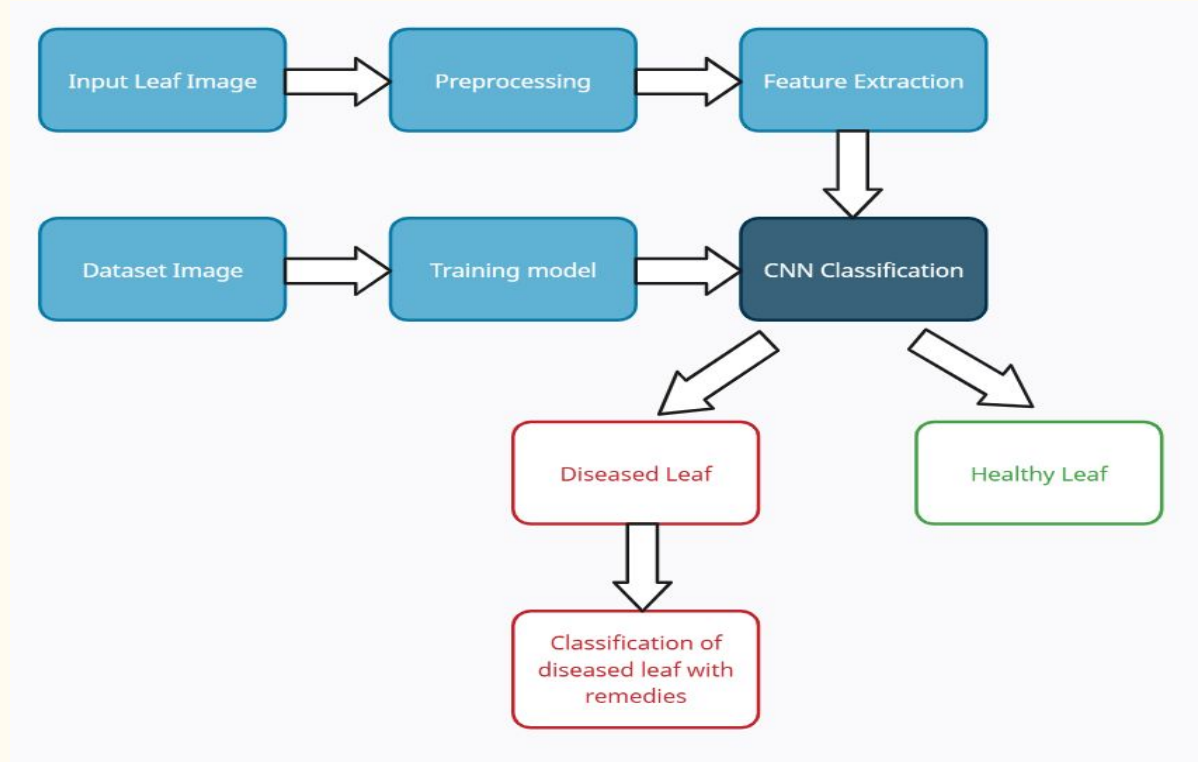 Input Leaf Image
Preprocessing
Feature Extraction
Dataset Image
Training model
CNN Classification
Diseased Leaf
Healthy Leaf
Classification of
diseased leaf with
remedies